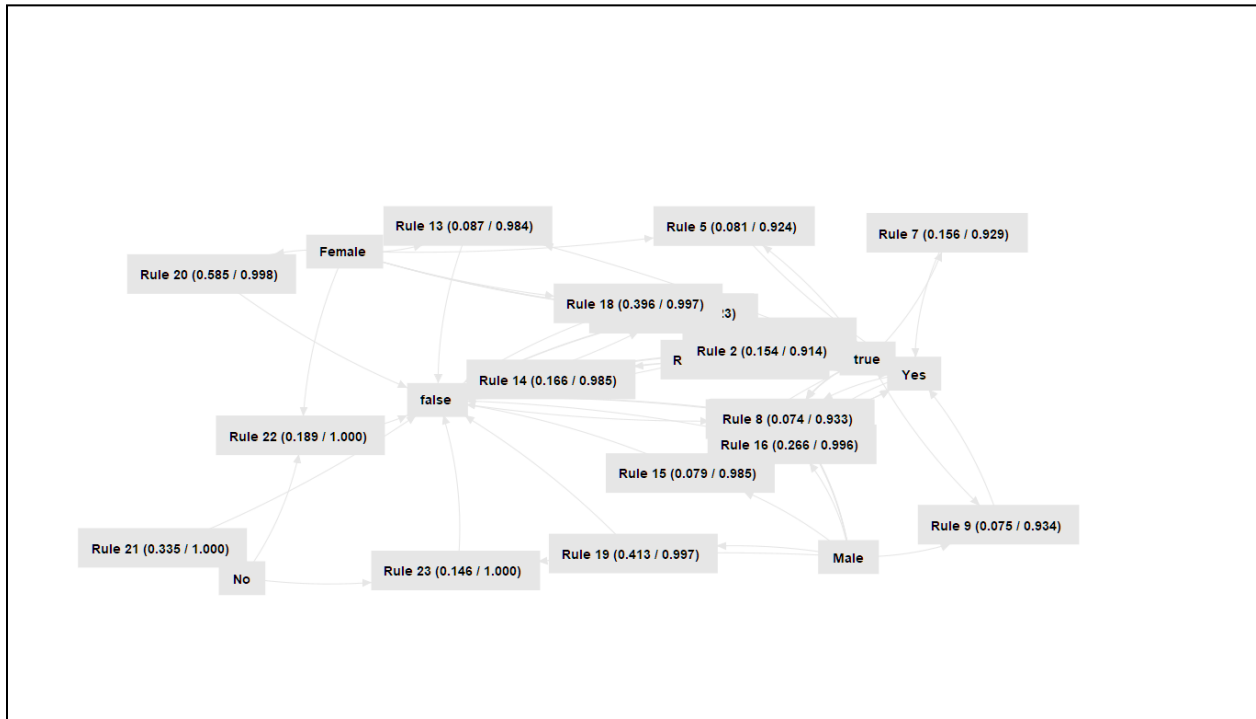 Rule 13 (0.087 / 0.984)
Rule 5 (0.081 / 0.924)
Rule 7 (0.156 / 0.929)
Female
Rule 20 (0.585 / 0.998)
Rule 18 (0.396 / 0.997)
Rule 2 (0.154 / 0.914)
true
Yes
Rule 14 (0.166 / 0.985)
false
Rule 8 (0.074 / 0.933)
Rule 22 (0.189 / 1.000)
Rule 16 (0.266 / 0.996)
Rule 15 (0.079 / 0.985)
Rule 9 (0.075 / 0.934)
Rule 21 (0.335 / 1.000)
Rule 19 (0.413 / 0.997)
Male
Rule 23 (0.146 / 1.000)
No